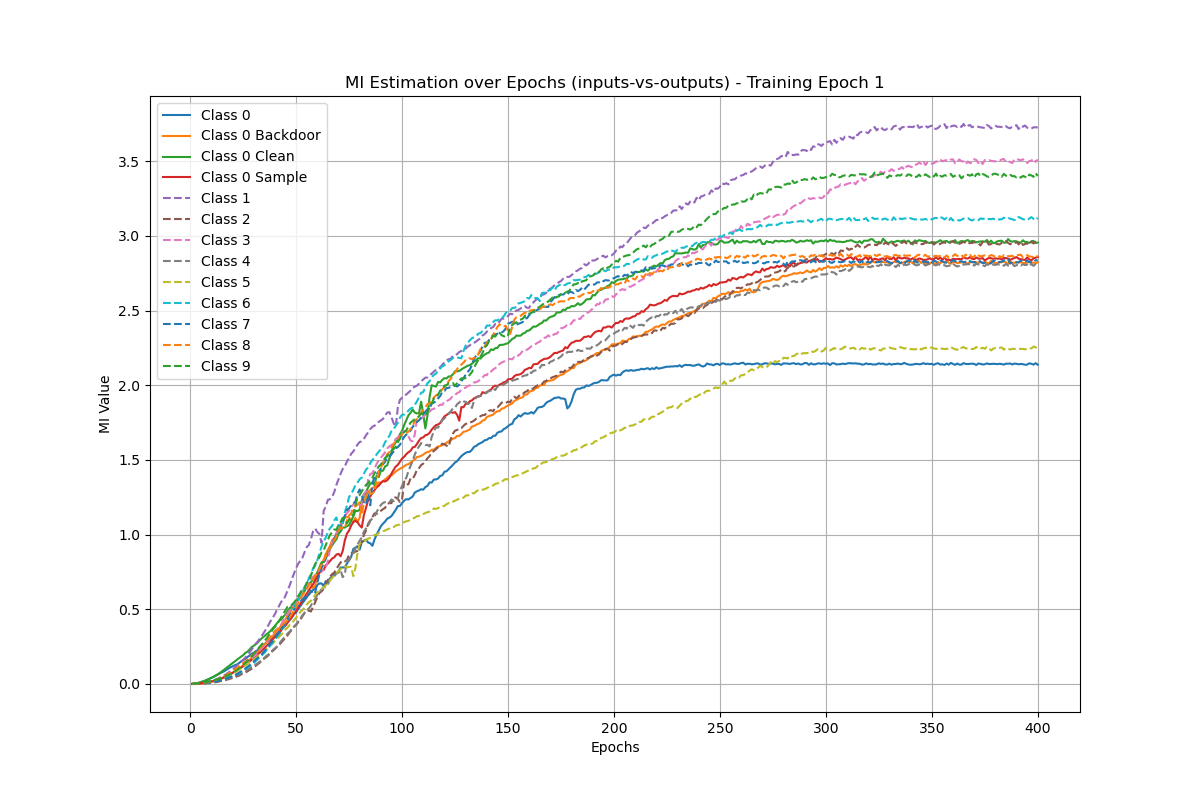 MI Estimation over Epochs (inputs-vs-outputs) - Training Epoch 1
Class 0
Class 0 Backdoor
Class 0 Clean
Class 0 Sample
Class 1
Class 2
Class 3
Class 4
Class 5
Class 6
Class 7
Class 8
Class 9
MI Value
3.5
3.0
2.5
2.0
1.5
1.0
0.5
0.0
0 50 100 150 200 250 300 350 400
Epochs